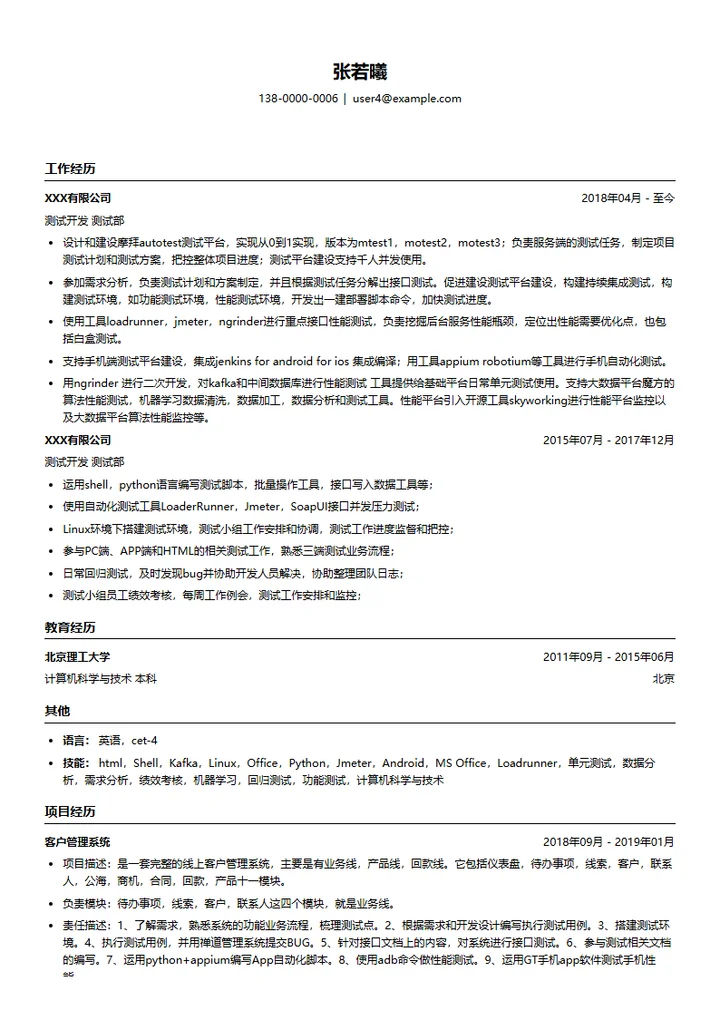 张若曦
138-0000-0006 | user4@example.com
工作经历
XXX有限公司 2018年04月 - 至今
测试开发 测试部
• 设计和建设摩拜autotest测试平台，实现从0到1实现，版本为mtest1，motest2，motest3；负责服务端的测试任务，制定项目
测试计划和测试方案，把控整体项目进度；测试平台建设支持千人并发使用。
• 参加需求分析，负责测试计划和方案制定，并且根据测试任务分解出接口测试。促进建设测试平台建设，构建持续集成测试，构
建测试环境，如功能测试环境，性能测试环境，开发出一建部署脚本命令，加快测试进度。
• 使用工具loadrunner，jmeter，ngrinder进行重点接口性能测试，负责挖掘后台服务性能瓶颈，定位出性能需要优化点，也包
括白盒测试。
• 支持手机端测试平台建设，集成jenkins for android for ios 集成编译；用工具appium robotium等工具进行手机自动化测试。
• 用ngrinder 进行二次开发，对kafka和中间数据库进行性能测试 工具提供给基础平台日常单元测试使用。支持大数据平台魔方的
算法性能测试，机器学习数据清洗，数据加工，数据分析和测试工具。性能平台引入开源工具skyworking进行性能平台监控以
及大数据平台算法性能监控等。
XXX有限公司 2015年07月 - 2017年12月
测试开发 测试部
• 运用shell，python语言编写测试脚本，批量操作工具，接口写入数据工具等；
• 使用自动化测试工具LoaderRunner，Jmeter，SoapUI接口并发压力测试；
• Linux环境下搭建测试环境，测试小组工作安排和协调，测试工作进度监督和把控；
• 参与PC端、APP端和HTML的相关测试工作，熟悉三端测试业务流程；
• 日常回归测试，及时发现bug并协助开发人员解决，协助整理团队日志；
• 测试小组员工绩效考核，每周工作例会，测试工作安排和监控；
教育经历
北京理工大学 2011年09月 - 2015年06月
计算机科学与技术 本科 北京
其他
• 语言： 英语，cet-4
• 技能： html，Shell，Kafka，Linux，Office，Python，Jmeter，Android，MS Office，Loadrunner，单元测试，数据分
析，需求分析，绩效考核，机器学习，回归测试，功能测试，计算机科学与技术
项目经历
客户管理系统 2018年09月 - 2019年01月
• 项目描述：是一套完整的线上客户管理系统，主要是有业务线，产品线，回款线。它包括仪表盘，待办事项，线索，客户，联系
人，公海，商机，合同，回款，产品十一模块。
• 负责模块：待办事项，线索，客户，联系人这四个模块，就是业务线。
• 责任描述：1、了解需求，熟悉系统的功能业务流程，梳理测试点。2、根据需求和开发设计编写执行测试用例。3、搭建测试环
境。4、执行测试用例，并用禅道管理系统提交BUG。5、针对接口文档上的内容，对系统进行接口测试。6、参与测试相关文档
的编写。7、运用python+appium编写App自动化脚本。8、使用adb命令做性能测试。9、运用GT手机app软件测试手机性